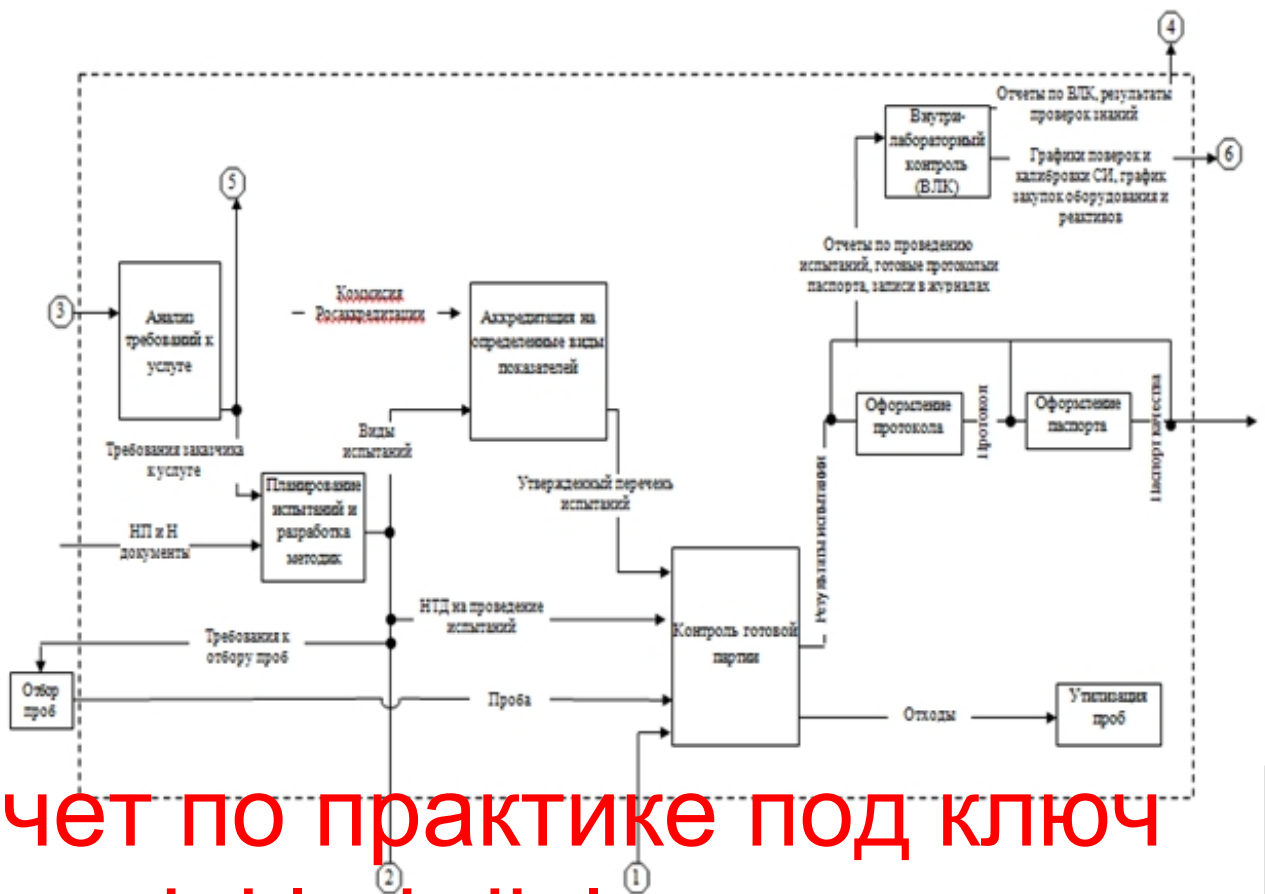 4
Отчеты по ВЛК, результаты
проверок знаний
Внутри-
лабораторный
контроль
(ВЛК)
Графики поверок и
калибровки СИ, график
закупок оборудования и
реактивов
6
5
Отчеты по проведению
испытаний, готовые протоколыи
паспорта, записи в журналах
3
Анализ
требований к
услуге
Коммисия
Росаккредитации
Аккредитация на
определенные виды
показателей
Требования заказчика
к услуге
Виды
испытаний
Оформление
протокола
Протокол
Оформление
паспорта
Паспорт качества
Планирование
испытаний и
разработка
методик
Утвержденный перечень
испытаний
НП и Н
документы
Результаты испытаний
НТД на проведение
испытаний
Контроль готовой
партии
Требования к
отбору проб
Отбор
проб
Проба
Отходы
Утилизация
проб
чет по практике под ключ
2
1